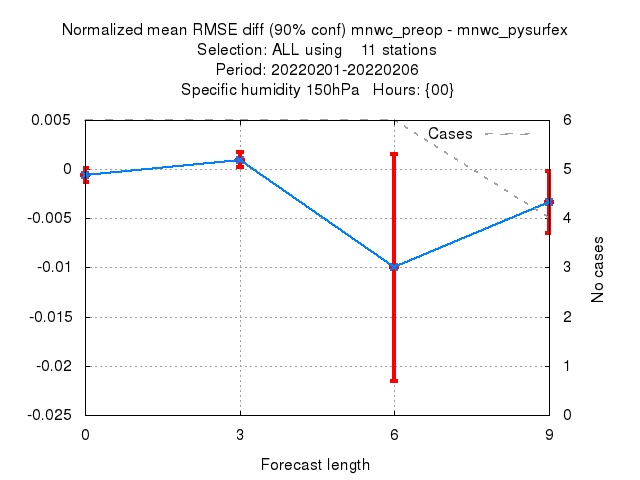 Normalized mean RMSE diff (90% conf) mnwc_preop - mnwc_pysurfex
Selection: ALL using    11 stations
Period: 20220201-20220206
Specific humidity 150hPa   Hours: {00}
Cases
0.005
0
-0.005
-0.01
-0.015
-0.02
-0.025
6
5
4
3
2
1
0
No cases
0
3
6
9
Forecast length